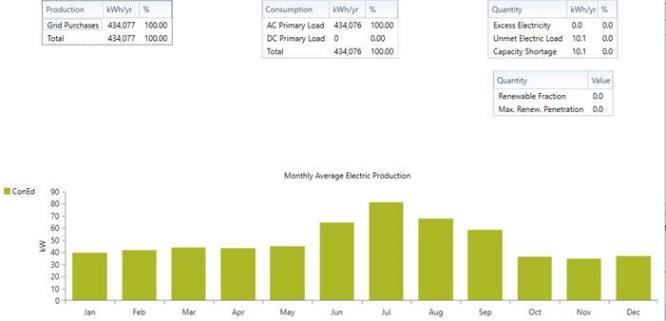 Production kWh/yr %
Grid Purchases 434,077 100.00
Total 434,077 100.00
Consumption kWh/yr %
AC Primary Load 434,076 100.00
DC Primary Load 0 0.00
Total 434,076 100.00
Quantity kWh/yr %
Excess Electricity 0.0 0.0
Unmet Electric Load 10.1 0.0
Capacity Shortage 10.1 0.0
Quantity Value
Renewable Fraction 0.0
Max. Renew. Penetration 0.0
Monthly Average Electric Production
ConEd
kW
90
80
70
60
50
40
30
20
10
0
Jan Feb Mar Apr May Jun Jul Aug Sep Oct Nov Dec